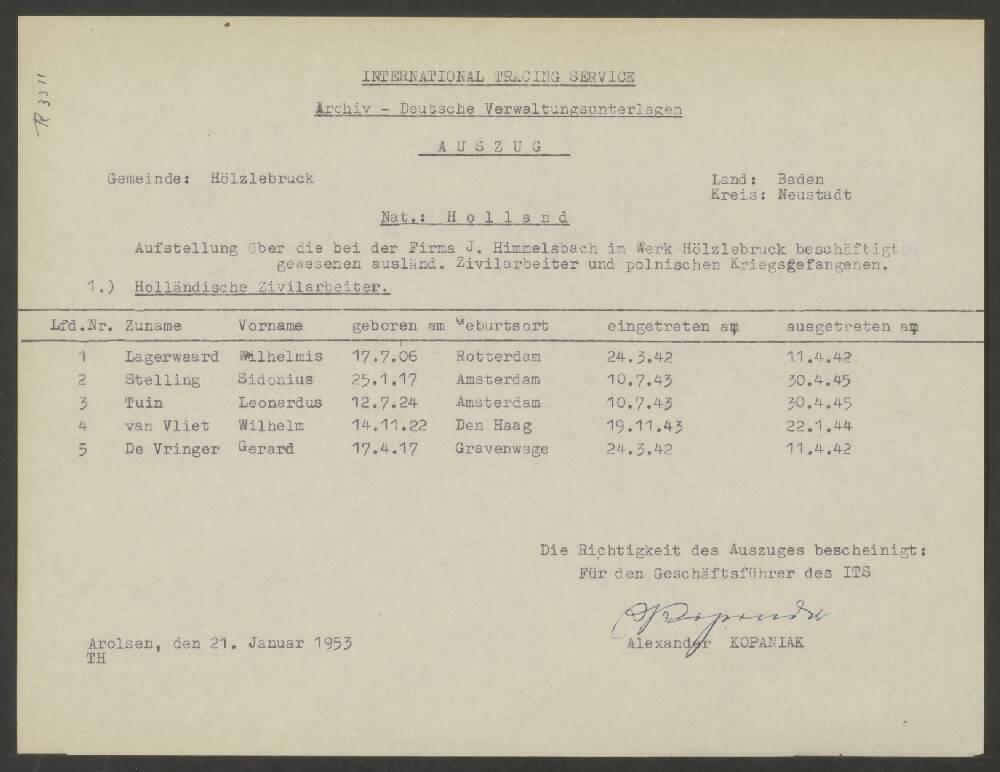 R 33 11
INTERNATIONAL TRACING SERVICE
Archiv - Deutsche Verwaltungsunterlagen
A U S Z U G
Gemeinde: Hölzlebruck Land: Baden
Kreis: Neustadt
Nat.: H o l l a n d
Aufstellung über die bei der Firma J. Himmelsbach im Werk Hölzlebruck beschäftigt
gewesenen ausländ. Zivilarbeiter und polnischen Kriegsgefangenen.
1.) Holländische Zivilarbeiter.
Lfd.Nr. Zuname Vorname geboren am Geburtsort eingetreten am ausgetreten am
1 Lagerwaard Wilhelmis 17.7.06 Rotterdam 24.3.42 11.4.42
2 Stelling Sidonius 25.1.17 Amsterdam 10.7.43 30.4.45
3 Tuin Leonardus 12.7.24 Amsterdam 10.7.43 30.4.45
4 van Vliet Wilhelm 14.11.22 Den Haag 19.11.43 22.1.44
5 De Vringer Gerard 17.4.17 Gravenwage 24.3.42 11.4.42
Die Richtigkeit des Auszuges bescheinigt:
Für den Geschäftsführer des ITS
Arolsen, den 21. Januar 1953 Alexander KOPANIAK
TH